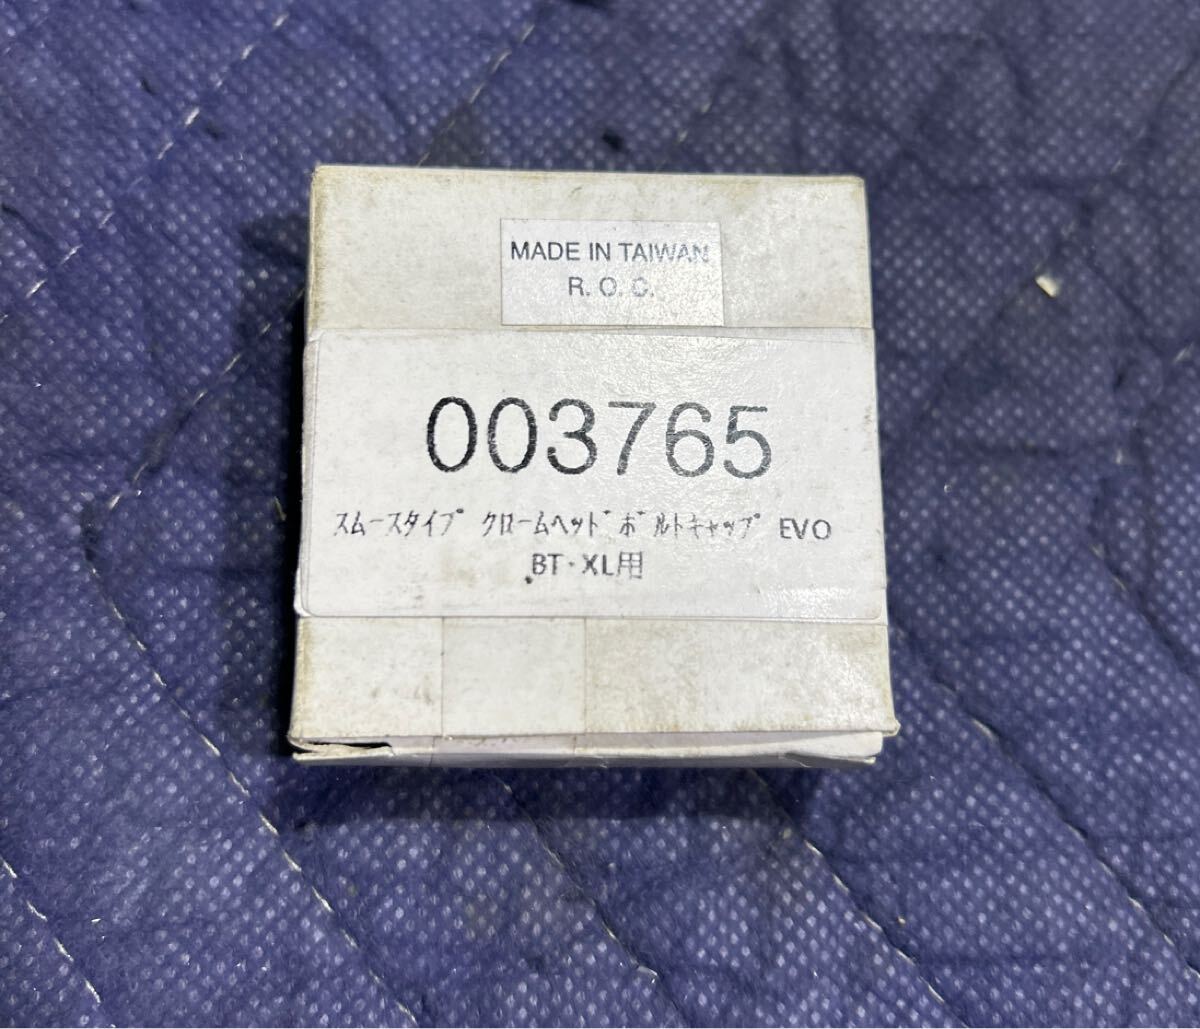 MADE IN TAIWAN
R. O. C.
003765
ｽﾑｰｽﾀｲﾌﾟ ｸﾛｰﾑﾍｯﾄﾞﾎﾞﾙﾄｷｬｯﾌﾟ EVO
BT・XL用